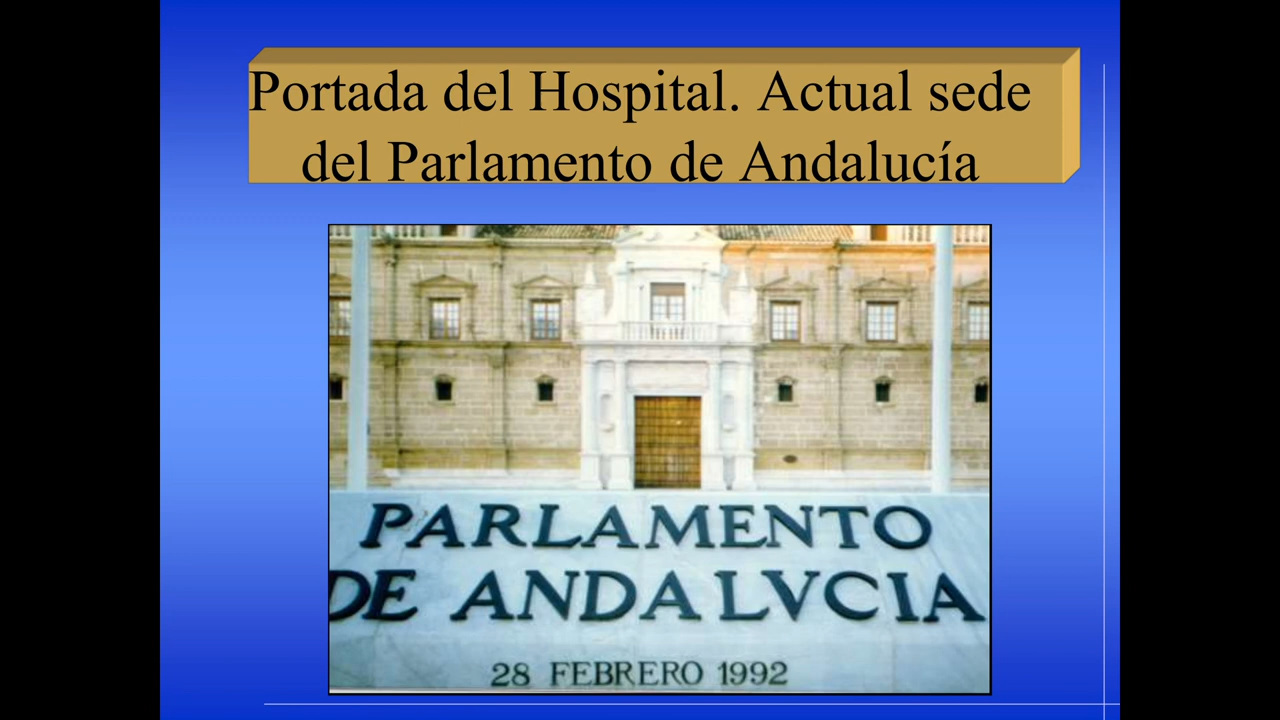 Portada del Hospital. Actual sede
del Parlamento de Andalucía
PARLAMENTO
DE ANDALVCIA
28 FEBRERO 1992